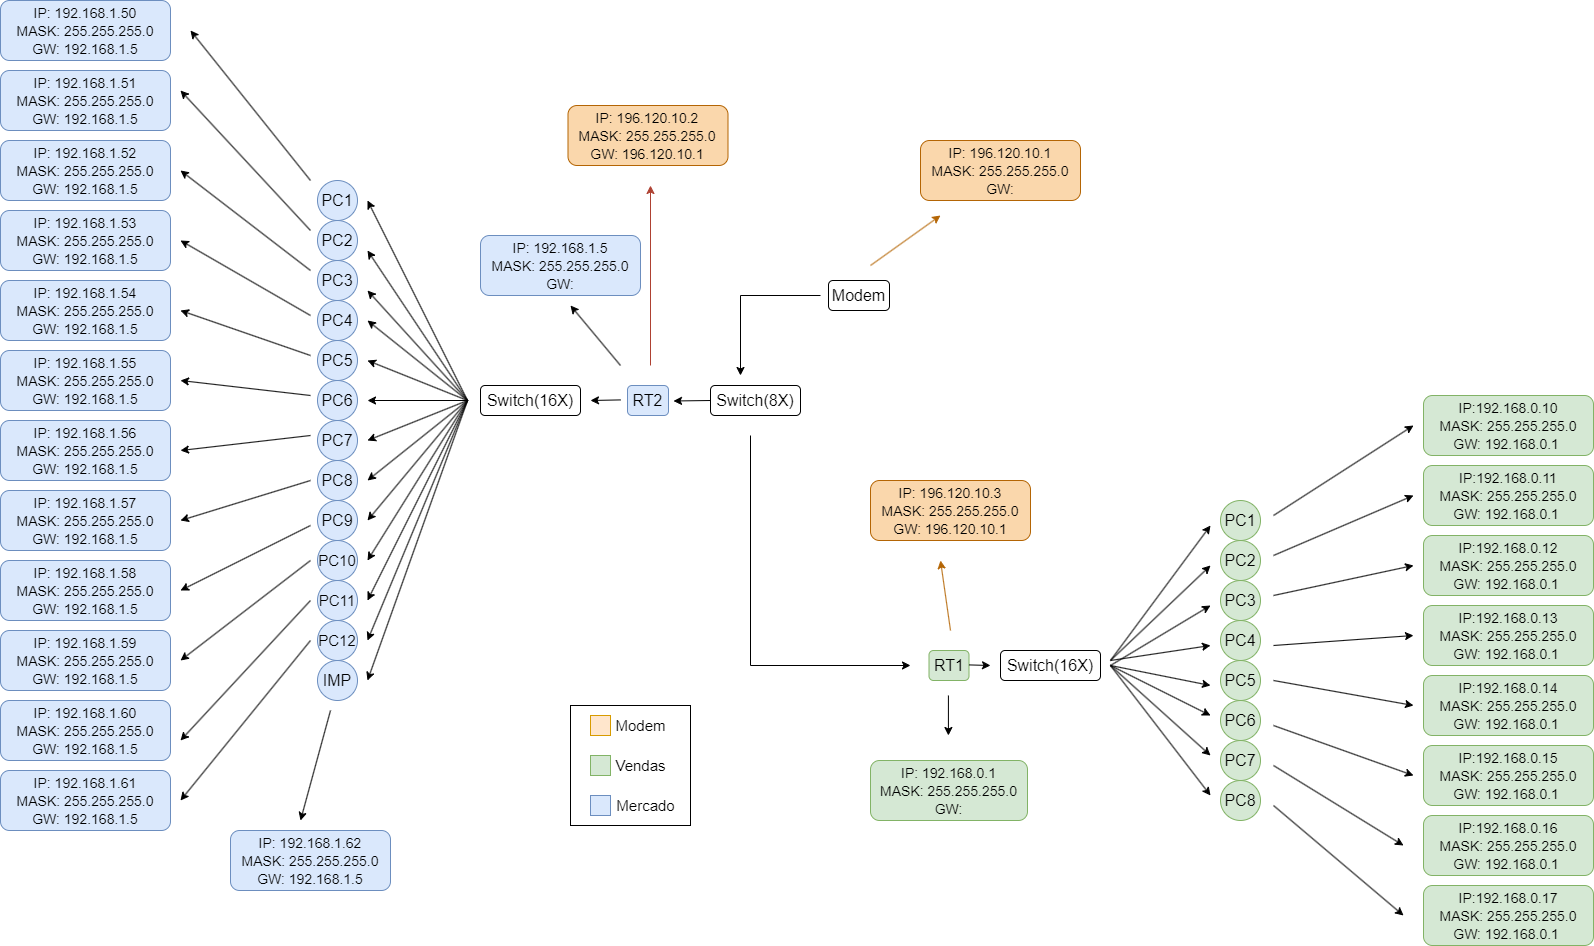 IP: 192.168.1.50
MASK: 255.255.255.0
GW: 192.168.1.5
IP: 192.168.1.51
MASK: 255.255.255.0
GW: 192.168.1.5
IP: 192.168.1.52
MASK: 255.255.255.0
GW: 192.168.1.5
IP: 192.168.1.53
MASK: 255.255.255.0
GW: 192.168.1.5
IP: 192.168.1.54
MASK: 255.255.255.0
GW: 192.168.1.5
IP: 192.168.1.55
MASK: 255.255.255.0
GW: 192.168.1.5
IP: 192.168.1.56
MASK: 255.255.255.0
GW: 192.168.1.5
IP: 192.168.1.57
MASK: 255.255.255.0
GW: 192.168.1.5
IP: 192.168.1.58
MASK: 255.255.255.0
GW: 192.168.1.5
IP: 192.168.1.59
MASK: 255.255.255.0
GW: 192.168.1.5
IP: 192.168.1.60
MASK: 255.255.255.0
GW: 192.168.1.5
IP: 192.168.1.61
MASK: 255.255.255.0
GW: 192.168.1.5
IP: 192.168.1.62
MASK: 255.255.255.0
GW: 192.168.1.5
PC1
PC2
PC3
PC4
PC5
PC6
PC7
PC8
PC9
PC10
PC11
PC12
IMP
IP: 196.120.10.2
MASK: 255.255.255.0
GW: 196.120.10.1
IP: 192.168.1.5
MASK: 255.255.255.0
GW:
Switch(16X)
RT2
Switch(8X)
Modem
IP: 196.120.10.1
MASK: 255.255.255.0
GW:
IP: 196.120.10.3
MASK: 255.255.255.0
GW: 196.120.10.1
RT1
Switch(16X)
IP: 192.168.0.1
MASK: 255.255.255.0
GW:
Modem
Vendas
Mercado
PC1
PC2
PC3
PC4
PC5
PC6
PC7
PC8
IP:192.168.0.10
MASK: 255.255.255.0
GW: 192.168.0.1
IP:192.168.0.11
MASK: 255.255.255.0
GW: 192.168.0.1
IP:192.168.0.12
MASK: 255.255.255.0
GW: 192.168.0.1
IP:192.168.0.13
MASK: 255.255.255.0
GW: 192.168.0.1
IP:192.168.0.14
MASK: 255.255.255.0
GW: 192.168.0.1
IP:192.168.0.15
MASK: 255.255.255.0
GW: 192.168.0.1
IP:192.168.0.16
MASK: 255.255.255.0
GW: 192.168.0.1
IP:192.168.0.17
MASK: 255.255.255.0
GW: 192.168.0.1